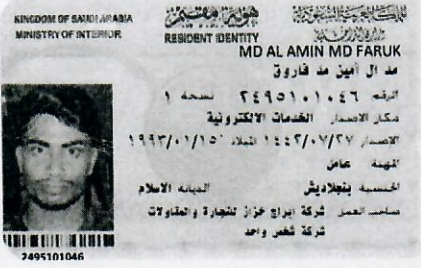 KINGDOM OF SAUDI ARABIA
MINISTRY OF INTERIOR
هوية مقيم
RESIDENT IDENTITY
المملكة العربية السعودية
وزارة الداخلية
MD AL AMIN MD FARUK
مد ال أمين مد فاروق
الرقم ٢٤٩٥١٠١٠٤٦ نسخة ١
مكان الاصدار الخدمات الالكترونية
الاصدار ١٤٤٢/٠٧/٢٧ الميلاد ١٩٩٣/٠١/١٥
المهنة عامل
الجنسية بنجلاديش الديانه الاسلام
صاحب العمل شركة ابراج خزاز للتجارة والمقاولات
شركة شخص واحد
2495101046